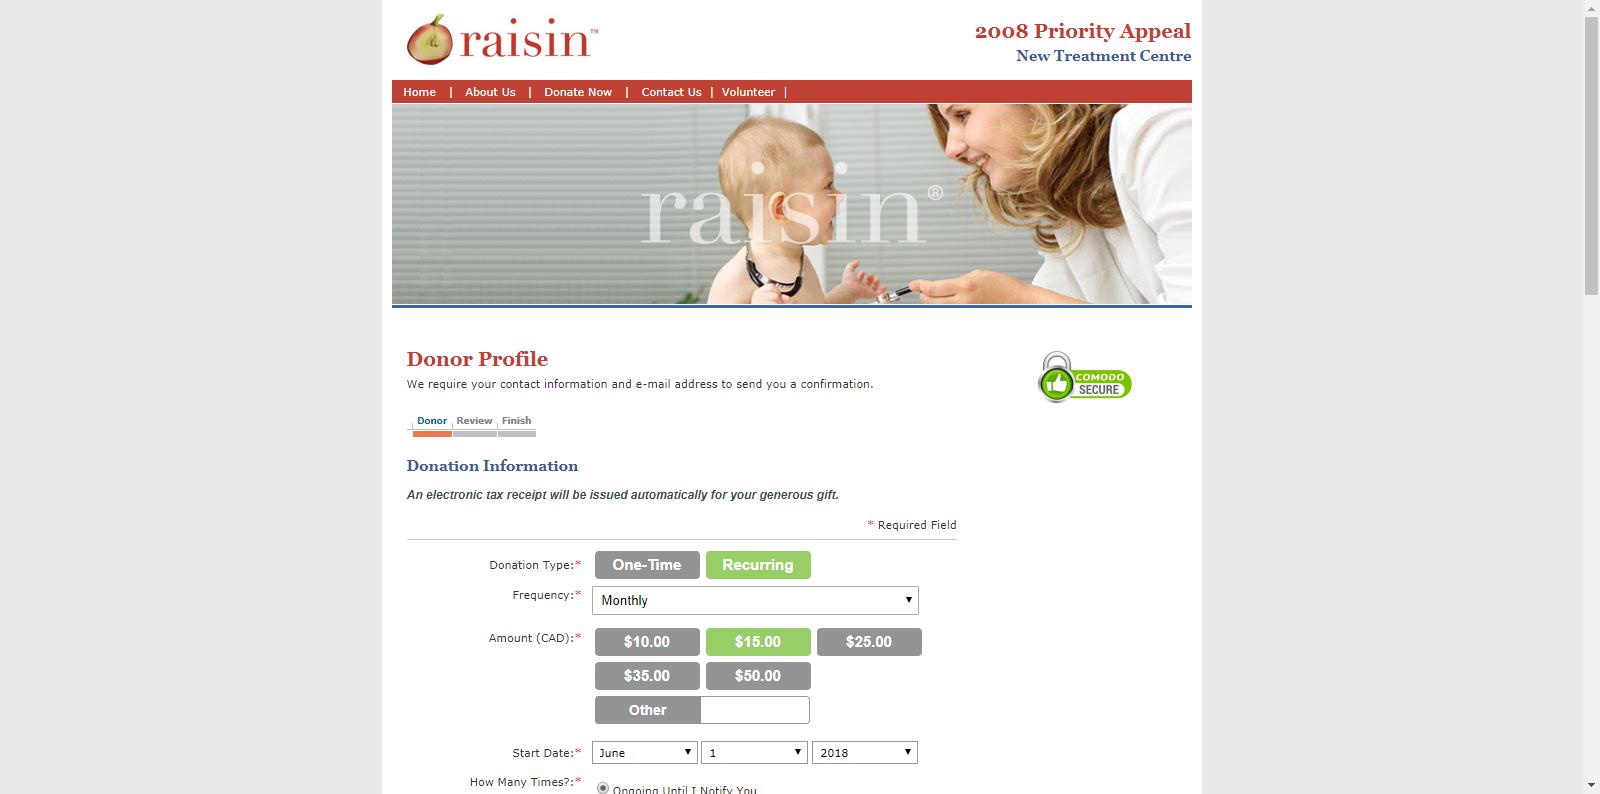 raisin™
2008 Priority Appeal
New Treatment Centre
Home | About Us | Donate Now | Contact Us | Volunteer |
raisin®
Donor Profile
We require your contact information and e-mail address to send you a confirmation.
COMODO
SECURE
Donor Review Finish
Donation Information
An electronic tax receipt will be issued automatically for your generous gift.
* Required Field
Donation Type:* One-Time Recurring
Frequency:* Monthly
Amount (CAD):* $10.00 $15.00 $25.00
$35.00 $50.00
Other
Start Date:* June 1 2018
How Many Times?:* Ongoing Until I Notify You